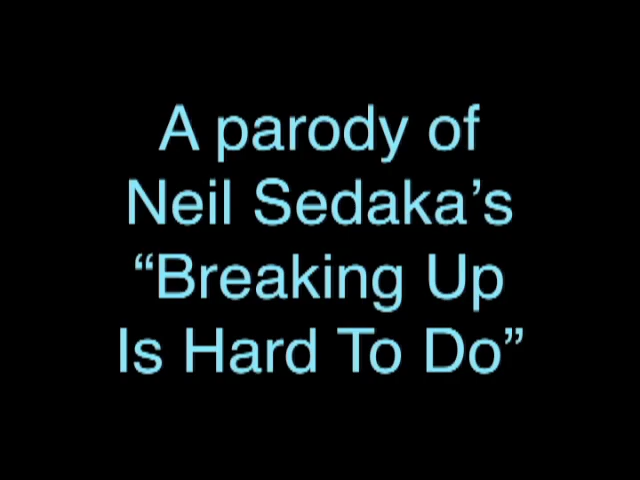 A parody of
Neil Sedaka’s
“Breaking Up
Is Hard To Do”